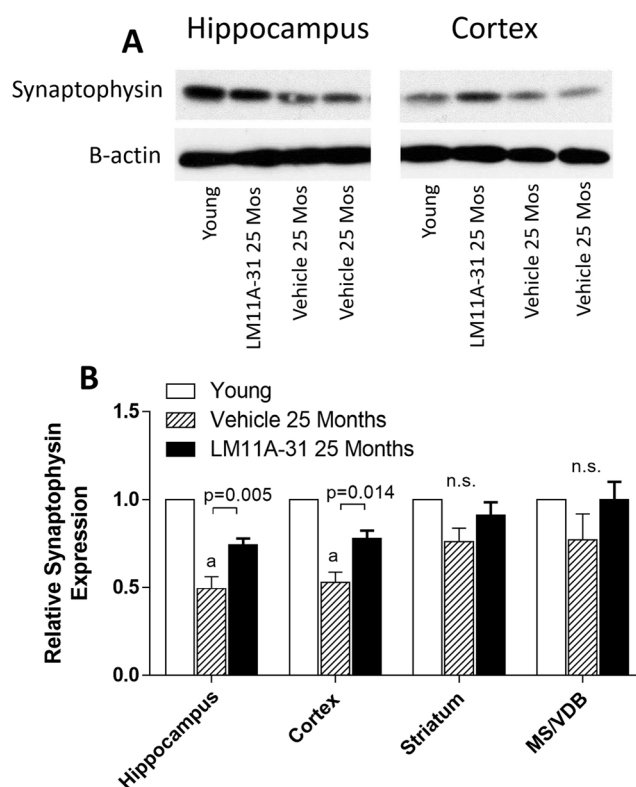 A
Hippocampus
Cortex
Synaptophysin
B-actin
Young
LM11A-31 25 Mos
Vehicle 25 Mos
Vehicle 25 Mos
Young
LM11A-31 25 Mos
Vehicle 25 Mos
Vehicle 25 Mos
B
Young
Vehicle 25 Months
LM11A-31 25 Months
Relative Synaptophysin
Expression
1.5
1.0
0.5
0.0
p=0.005
p=0.014
n.s.
n.s.
a
a
Hippocampus
Cortex
Striatum
MS/VDB